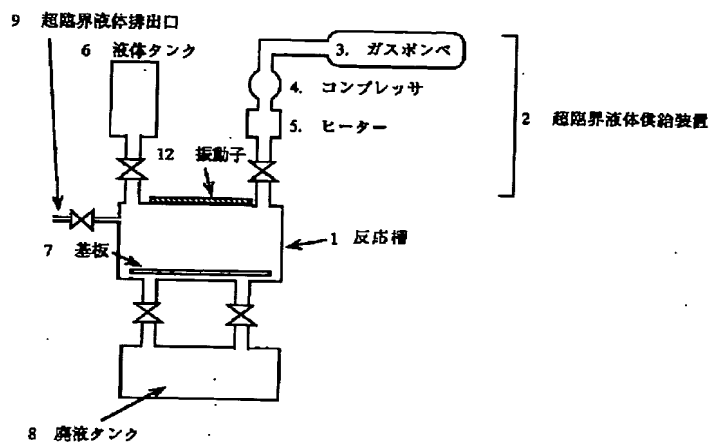 9 超臨界液体排出口
6 液体タンク
3. ガスボンベ
4. コンプレッサ
5. ヒーター
2 超臨界液体供給装置
12 振動子
7 基板
1 反応槽
8 廃液タンク